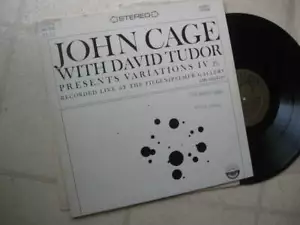 STEREO
JOHN CAGE
WITH DAVID TUDOR
PRESENTS VARIATIONS IV
RECORDED LIVE AT THE FEIGEN/PALMER GALLERY